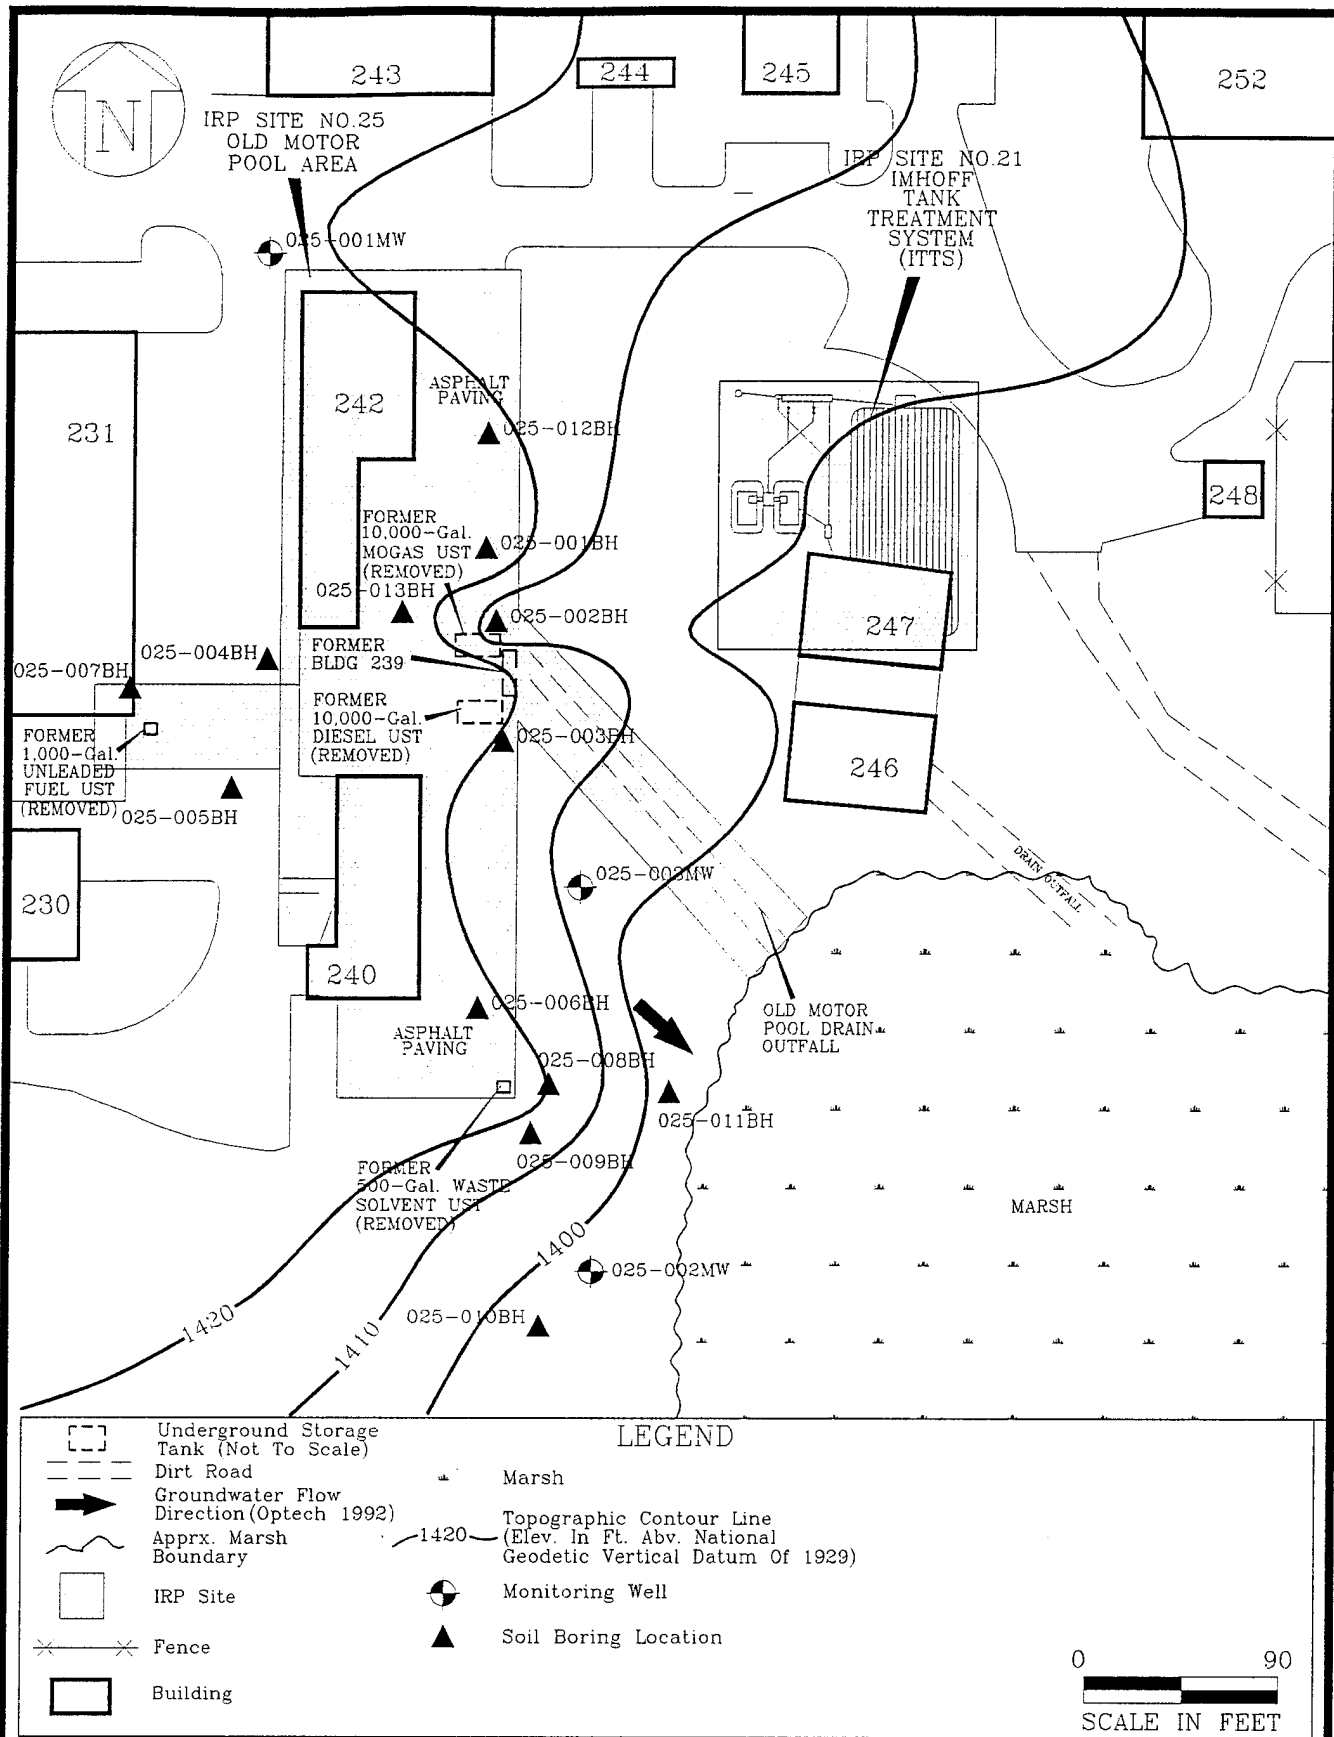 243
244
245
252
N
IRP SITE NO.25
OLD MOTOR
POOL AREA
IRP SITE NO.21
IMHOFF
TANK
TREATMENT
SYSTEM
(ITTS)
025-001MW
231
242
ASPHALT
PAVING
025-012BH
248
FORMER
10,000-Gal.
MOGAS UST
(REMOVED)
025-001BH
025-013BH
025-002BH
247
FORMER
BLDG 239
025-004BH
025-007BH
FORMER
10,000-Gal.
DIESEL UST
(REMOVED)
025-003BH
FORMER
1,000-Gal.
UNLEADED
FUEL UST
(REMOVED)
025-005BH
246
DRAIN OUTFALL
025-003MW
230
240
025-006BH
ASPHALT
PAVING
OLD MOTOR
POOL DRAIN
OUTFALL
025-008BH
025-011BH
025-009BH
FORMER
500-Gal. WASTE
SOLVENT UST
(REMOVED)
MARSH
1400
025-002MW
025-010BH
1420
1410
LEGEND
Underground Storage
Tank (Not To Scale)
Dirt Road
Groundwater Flow
Direction(Optech 1992)
Apprx. Marsh
Boundary
IRP Site
Fence
Building
Marsh
1420
Topographic Contour Line
(Elev. In Ft. Abv. National
Geodetic Vertical Datum Of 1929)
Monitoring Well
Soil Boring Location
0 90
SCALE IN FEET